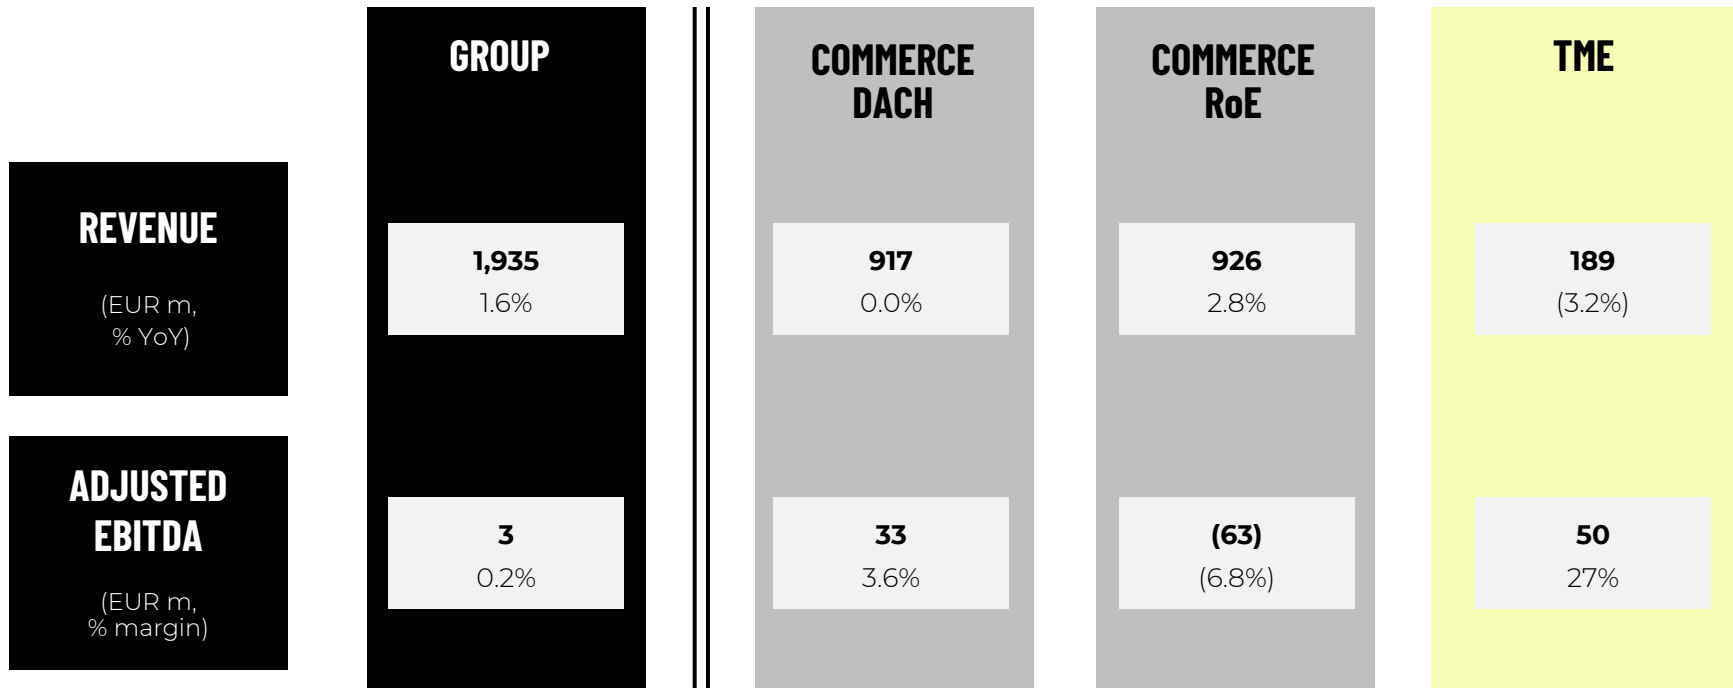 GROUP
COMMERCE
DACH
COMMERCE
RoE
TME
REVENUE
(EUR m,
% YoY)
1,935
1.6%
917
0.0%
926
2.8%
189
(3.2%)
ADJUSTED
EBITDA
(EUR m,
% margin)
3
0.2%
33
3.6%
(63)
(6.8%)
50
27%